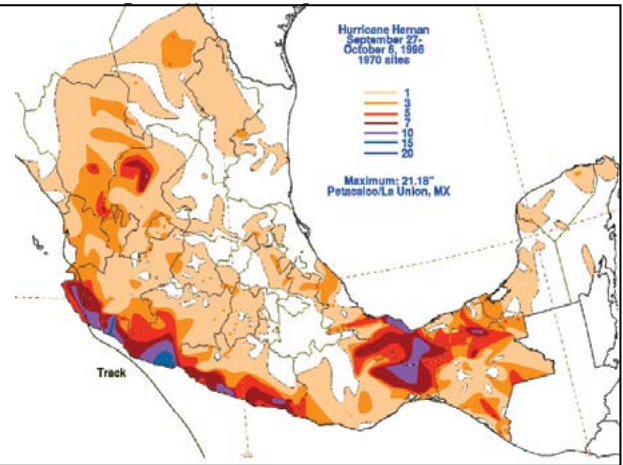 Hurricane Hernan
September 27-
October 6, 1996
1970 sites
1
3
5
7
10
15
20
Maximum: 21.18"
Petacalco/La Union, MX
Track